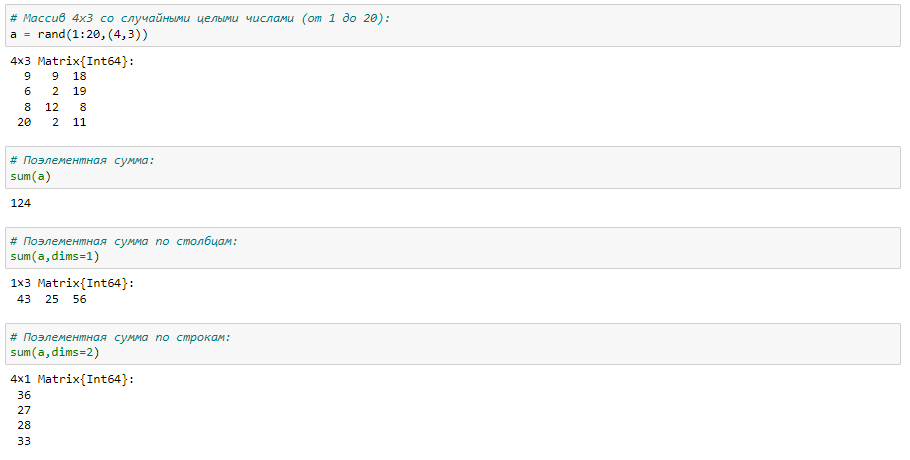 # Массив 4x3 со случайными целыми числами (от 1 до 20):
a = rand(1:20,(4,3))
4×3 Matrix{Int64}:
  9   9  18
  6   2  19
  8  12   8
 20   2  11
# Поэлементная сумма:
sum(a)
124
# Поэлементная сумма по столбцам:
sum(a,dims=1)
1×3 Matrix{Int64}:
 43  25  56
# Поэлементная сумма по строкам:
sum(a,dims=2)
4×1 Matrix{Int64}:
 36
 27
 28
 33